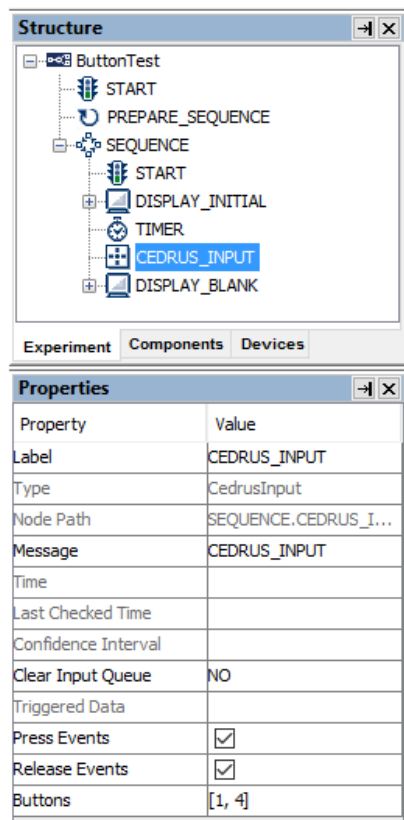 Structure
ButtonTest
START
PREPARE_SEQUENCE
SEQUENCE
START
DISPLAY_INITIAL
TIMER
CEDRUS_INPUT
DISPLAY_BLANK
Experiment Components Devices
Properties
Property Value
Label CEDRUS_INPUT
Type CedrusInput
Node Path SEQUENCE.CEDRUS_I...
Message CEDRUS_INPUT
Time
Last Checked Time
Confidence Interval
Clear Input Queue NO
Triggered Data
Press Events
Release Events
Buttons [1, 4]